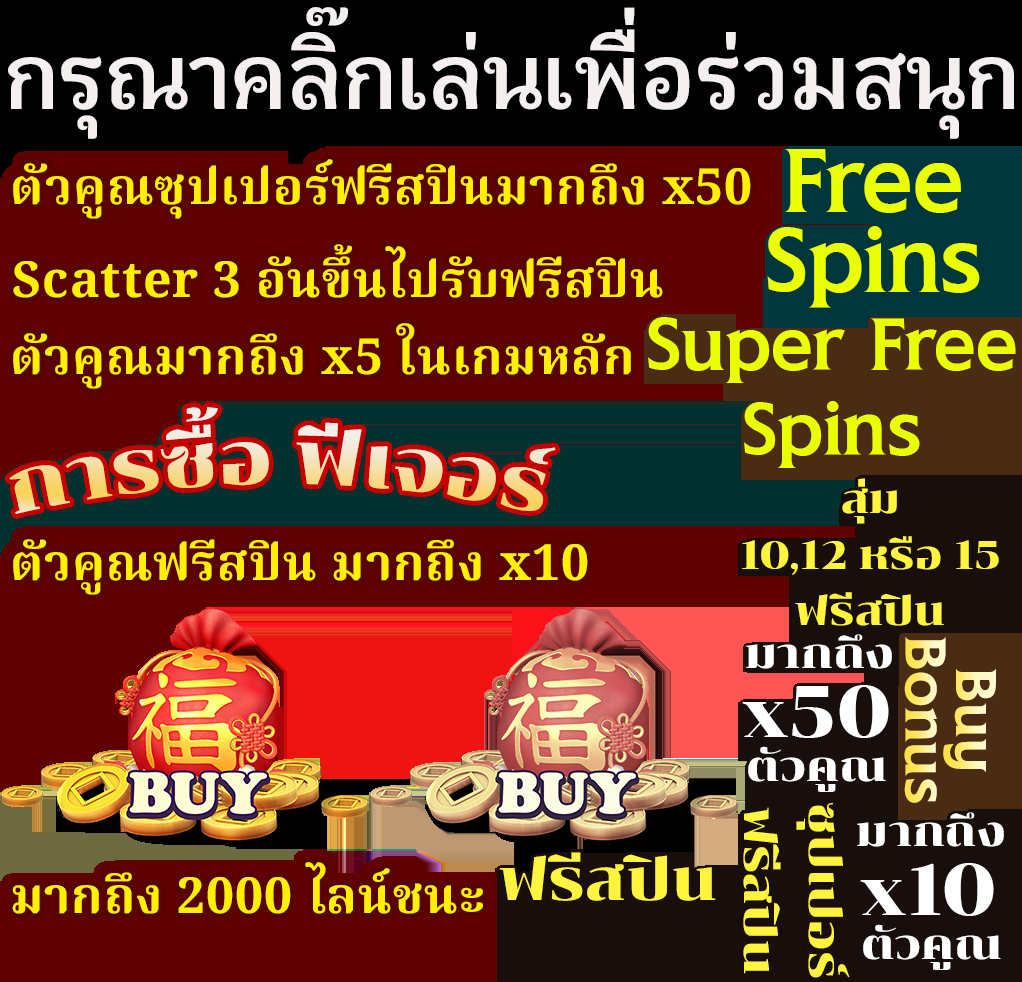 กรุณาคลิ๊กเล่นเพื่อร่วมสนุก
ตัวคูณซุปเปอร์ฟรีสปินมากถึง x50
Free
Spins
Scatter 3 อันขึ้นไปรับฟรีสปิน
ตัวคูณมากถึง x5 ในเกมหลัก
Super Free
Spins
การซื้อ ฟีเจอร์
สุ่ม
10,12 หรือ 15
ฟรีสปิน
ตัวคูณฟรีสปิน มากถึง x10
福
BUY
福
BUY
มากถึง
x50
ตัวคูณ
Buy
Bonus
มากถึง 2000 ไลน์ชนะ
ฟรีสปิน
ซุปเปอร์
ฟรีสปิน
มากถึง
x10
ตัวคูณ